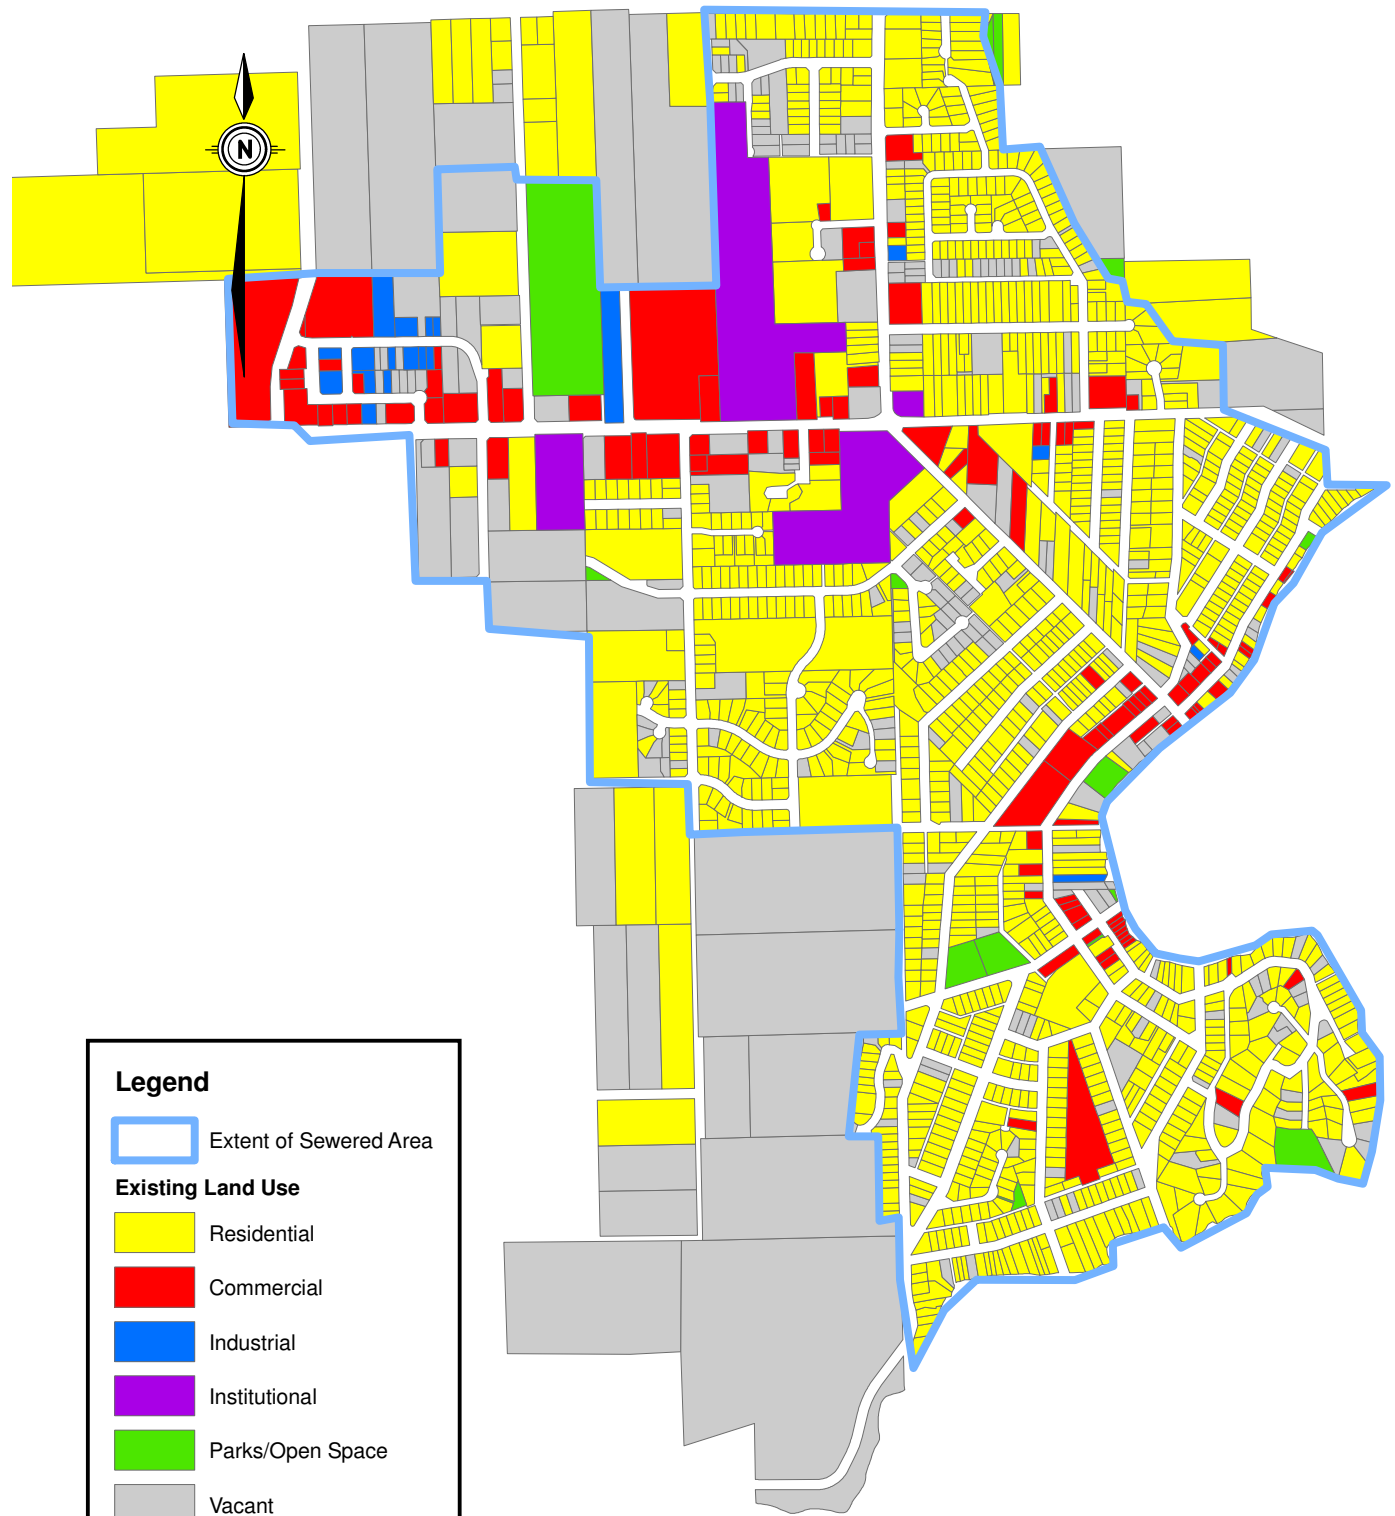 N
Legend
Extent of Sewered Area
Existing Land Use
Residential
Commercial
Industrial
Institutional
Parks/Open Space
Vacant